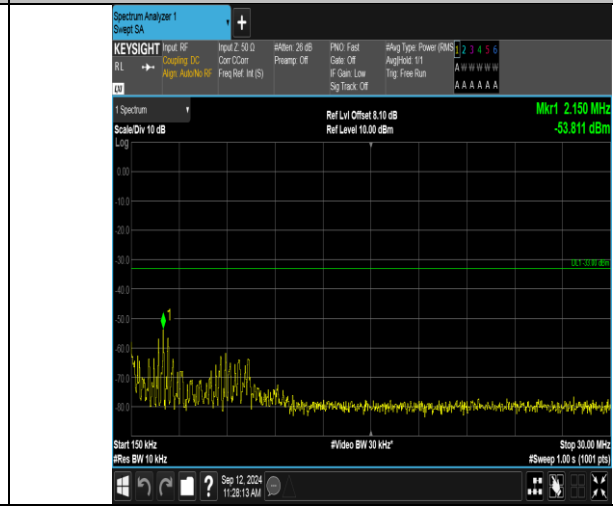 Spectrum Analyzer 1
Swept SA
+
KEYSIGHT Input: RF Input Z: 50 Ω #Atten: 26 dB PNO: Fast #Avg Type: Power (RMS 1 2 3 4 5 6
RL Coupling: DC Corr CCorr Preamp: Off Gate: Off Avg|Hold: 1/1 A W W W W W
Align: Auto/No RF Freq Ref: Int (S) IF Gain: Low Trig: Free Run
LXI Sig Track: Off A A A A A A
1 Spectrum Ref Lvl Offset 8.10 dB Mkr1 2.150 MHz
Scale/Div 10 dB Ref Level 10.00 dBm -53.811 dBm
Log
0.00
-10.0
-20.0
-30.0 DL1 -33.00 dBm
-40.0
-50.0 1
-60.0
-70.0
-80.0
Start 150 kHz #Video BW 30 kHz* Stop 30.00 MHz
#Res BW 10 kHz #Sweep 1.00 s (1001 pts)
? Sep 12, 2024
11:28:13 AM